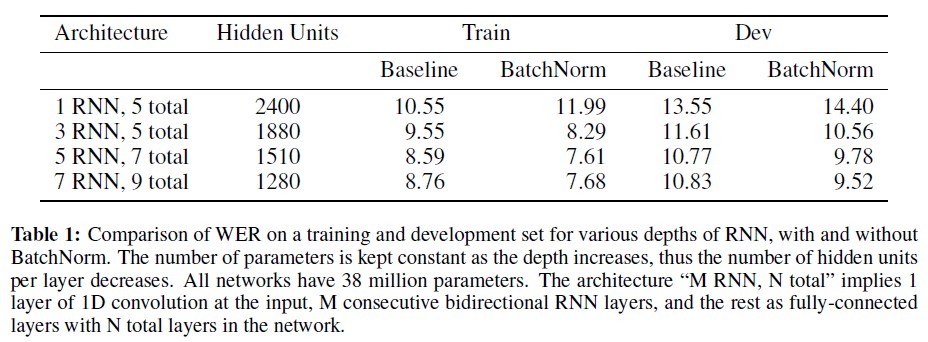 Architecture Hidden Units Train Dev
Baseline BatchNorm Baseline BatchNorm
1 RNN, 5 total 2400 10.55 11.99 13.55 14.40
3 RNN, 5 total 1880 9.55 8.29 11.61 10.56
5 RNN, 7 total 1510 8.59 7.61 10.77 9.78
7 RNN, 9 total 1280 8.76 7.68 10.83 9.52
Table 1: Comparison of WER on a training and development set for various depths of RNN, with and without
BatchNorm. The number of parameters is kept constant as the depth increases, thus the number of hidden units
per layer decreases. All networks have 38 million parameters. The architecture “M RNN, N total” implies 1
layer of 1D convolution at the input, M consecutive bidirectional RNN layers, and the rest as fully-connected
layers with N total layers in the network.